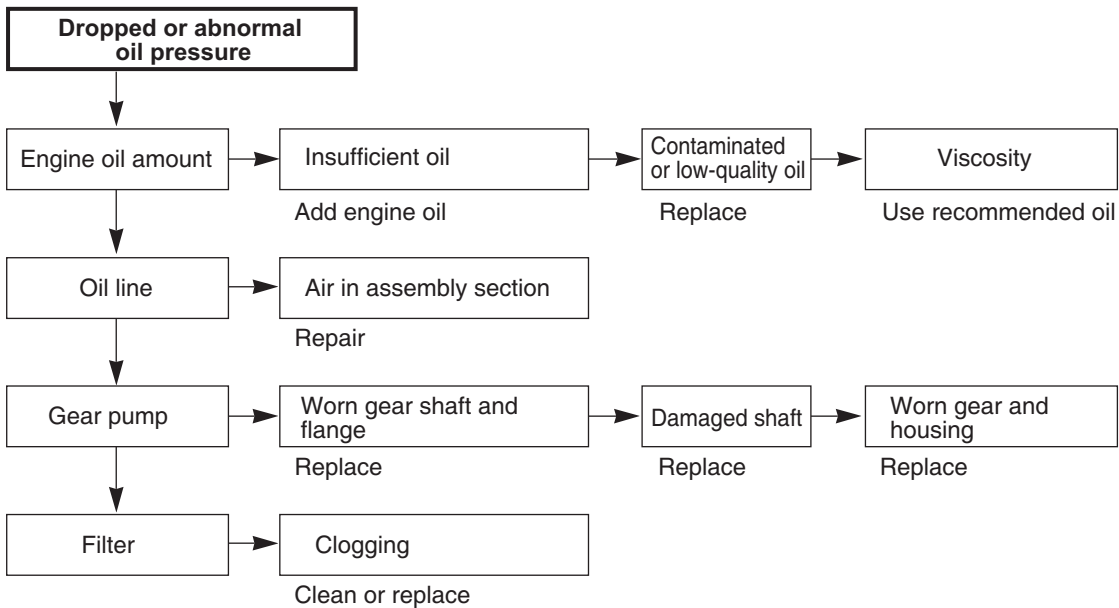 Dropped or abnormal
oil pressure
Engine oil amount
Insufficient oil
Contaminated
or low-quality oil
Viscosity
Add engine oil
Replace
Use recommended oil
Oil line
Air in assembly section
Repair
Gear pump
Worn gear shaft and
flange
Damaged shaft
Worn gear and
housing
Replace
Replace
Replace
Filter
Clogging
Clean or replace